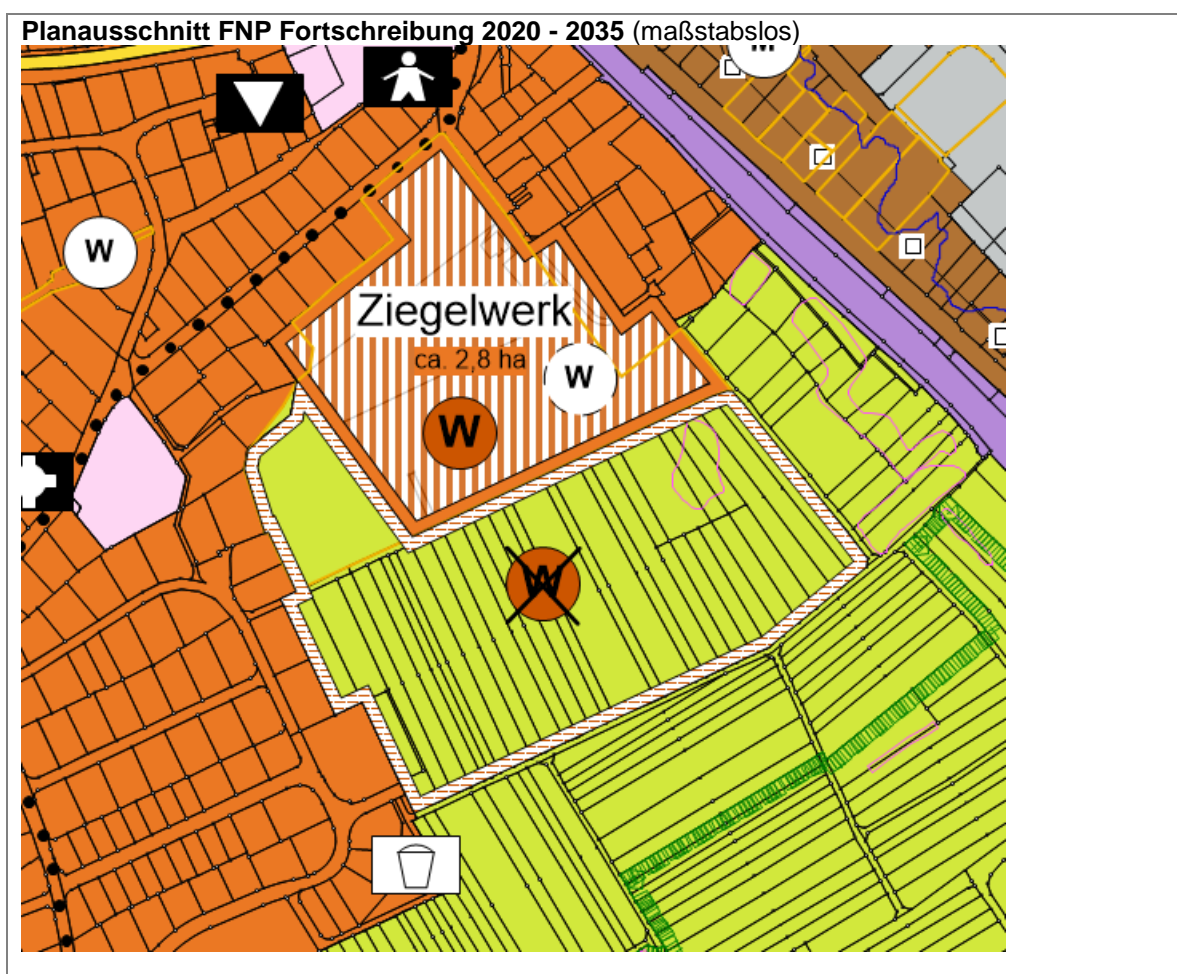 Planausschnitt FNP Fortschreibung 2020 - 2035 (maßstabslos)
M
W
Ziegelwerk
ca. 2,8 ha
W
W
W